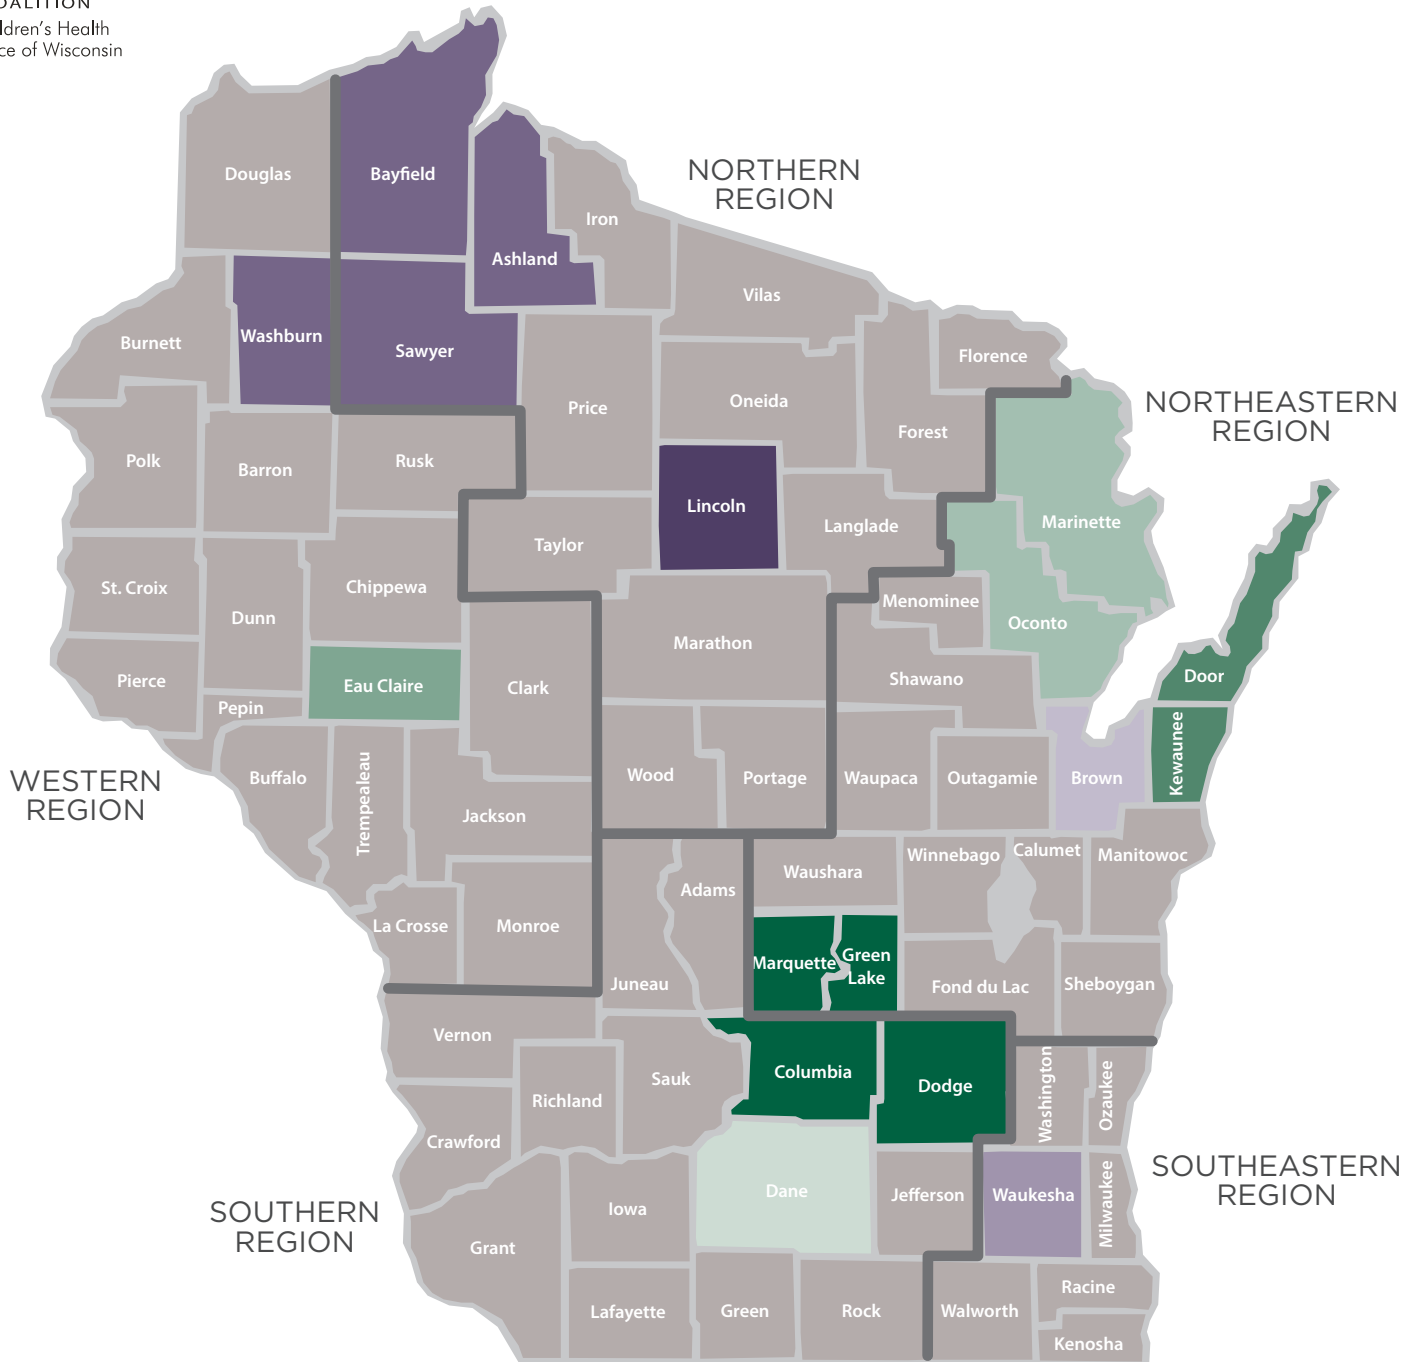 ldren's Health
ce of Wisconsin
NORTHERN
REGION
Douglas
Bayfield
Iron
Ashland
Vilas
Burnett
Washburn
Sawyer
Florence
Price
Oneida
Forest
NORTHEASTERN
REGION
Polk
Barron
Rusk
Lincoln
Langlade
Marinette
Taylor
St. Croix
Dunn
Chippewa
Menominee
Oconto
Marathon
Pierce
Eau Claire
Clark
Shawano
Door
Pepin
WESTERN
REGION
Buffalo
Trempealeau
Jackson
Wood
Portage
Waupaca
Outagamie
Brown
Kewaunee
Waushara
Winnebago
Calumet
Manitowoc
Adams
La Crosse
Monroe
Juneau
Marquette
Green
Lake
Fond du Lac
Sheboygan
Vernon
Richland
Sauk
Columbia
Dodge
Washington
Ozaukee
Crawford
SOUTHERN
REGION
Grant
Iowa
Dane
Jefferson
Waukesha
Milwaukee
SOUTHEASTERN
REGION
Lafayette
Green
Rock
Walworth
Racine
Kenosha